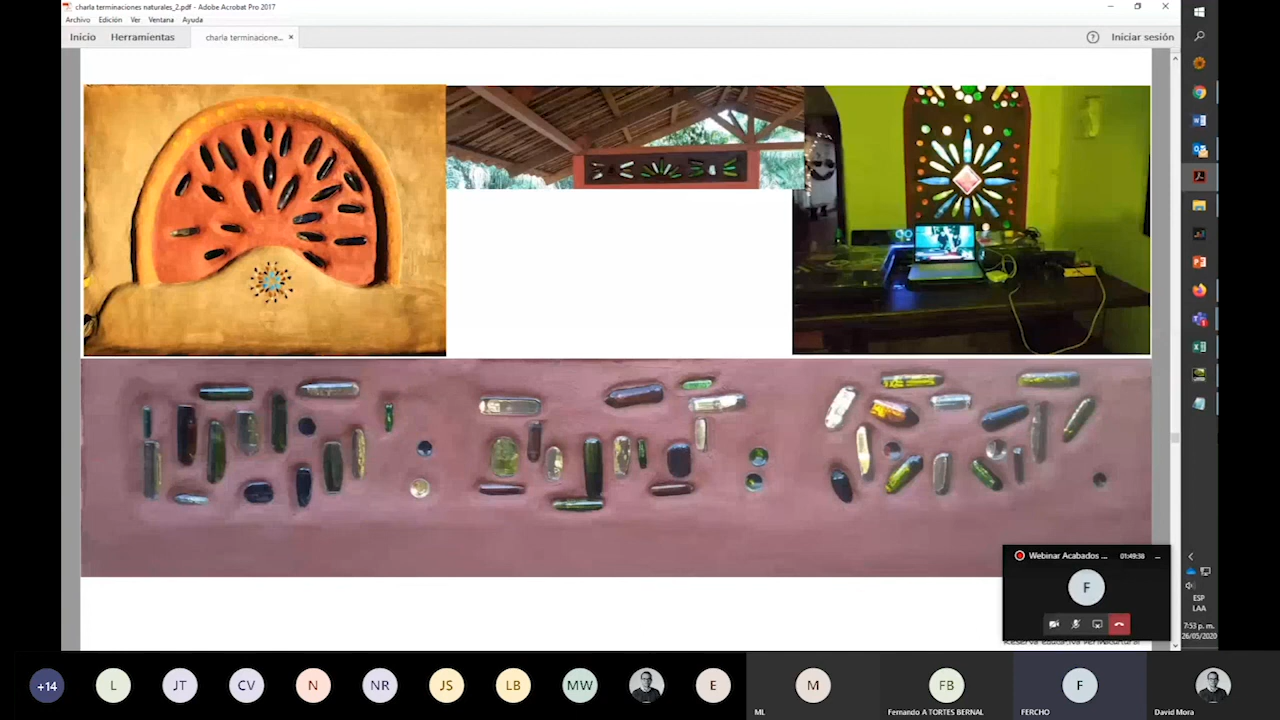 charla terminaciones naturales_2.pdf - Adobe Acrobat Pro 2017
Archivo Edición Ver Ventana Ayuda
Inicio Herramientas charla terminacione... × Iniciar sesión
Webinar Acabados ... 01:49:38 ...
F
ESP
LAA
7:53 p. m.
26/05/2020
+14 L JT CV N NR JS LB MW E M FB F
ML Fernando A TORTES BERNAL FERCHO David Mora